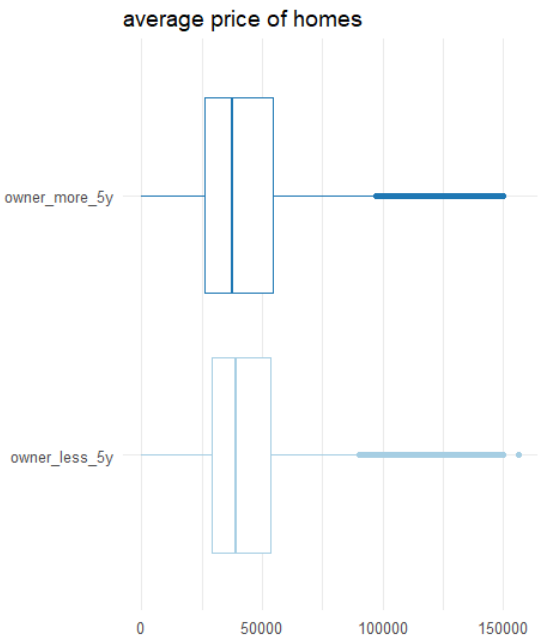 average price of homes
owner_more_5y
owner_less_5y
0 50000 100000 150000